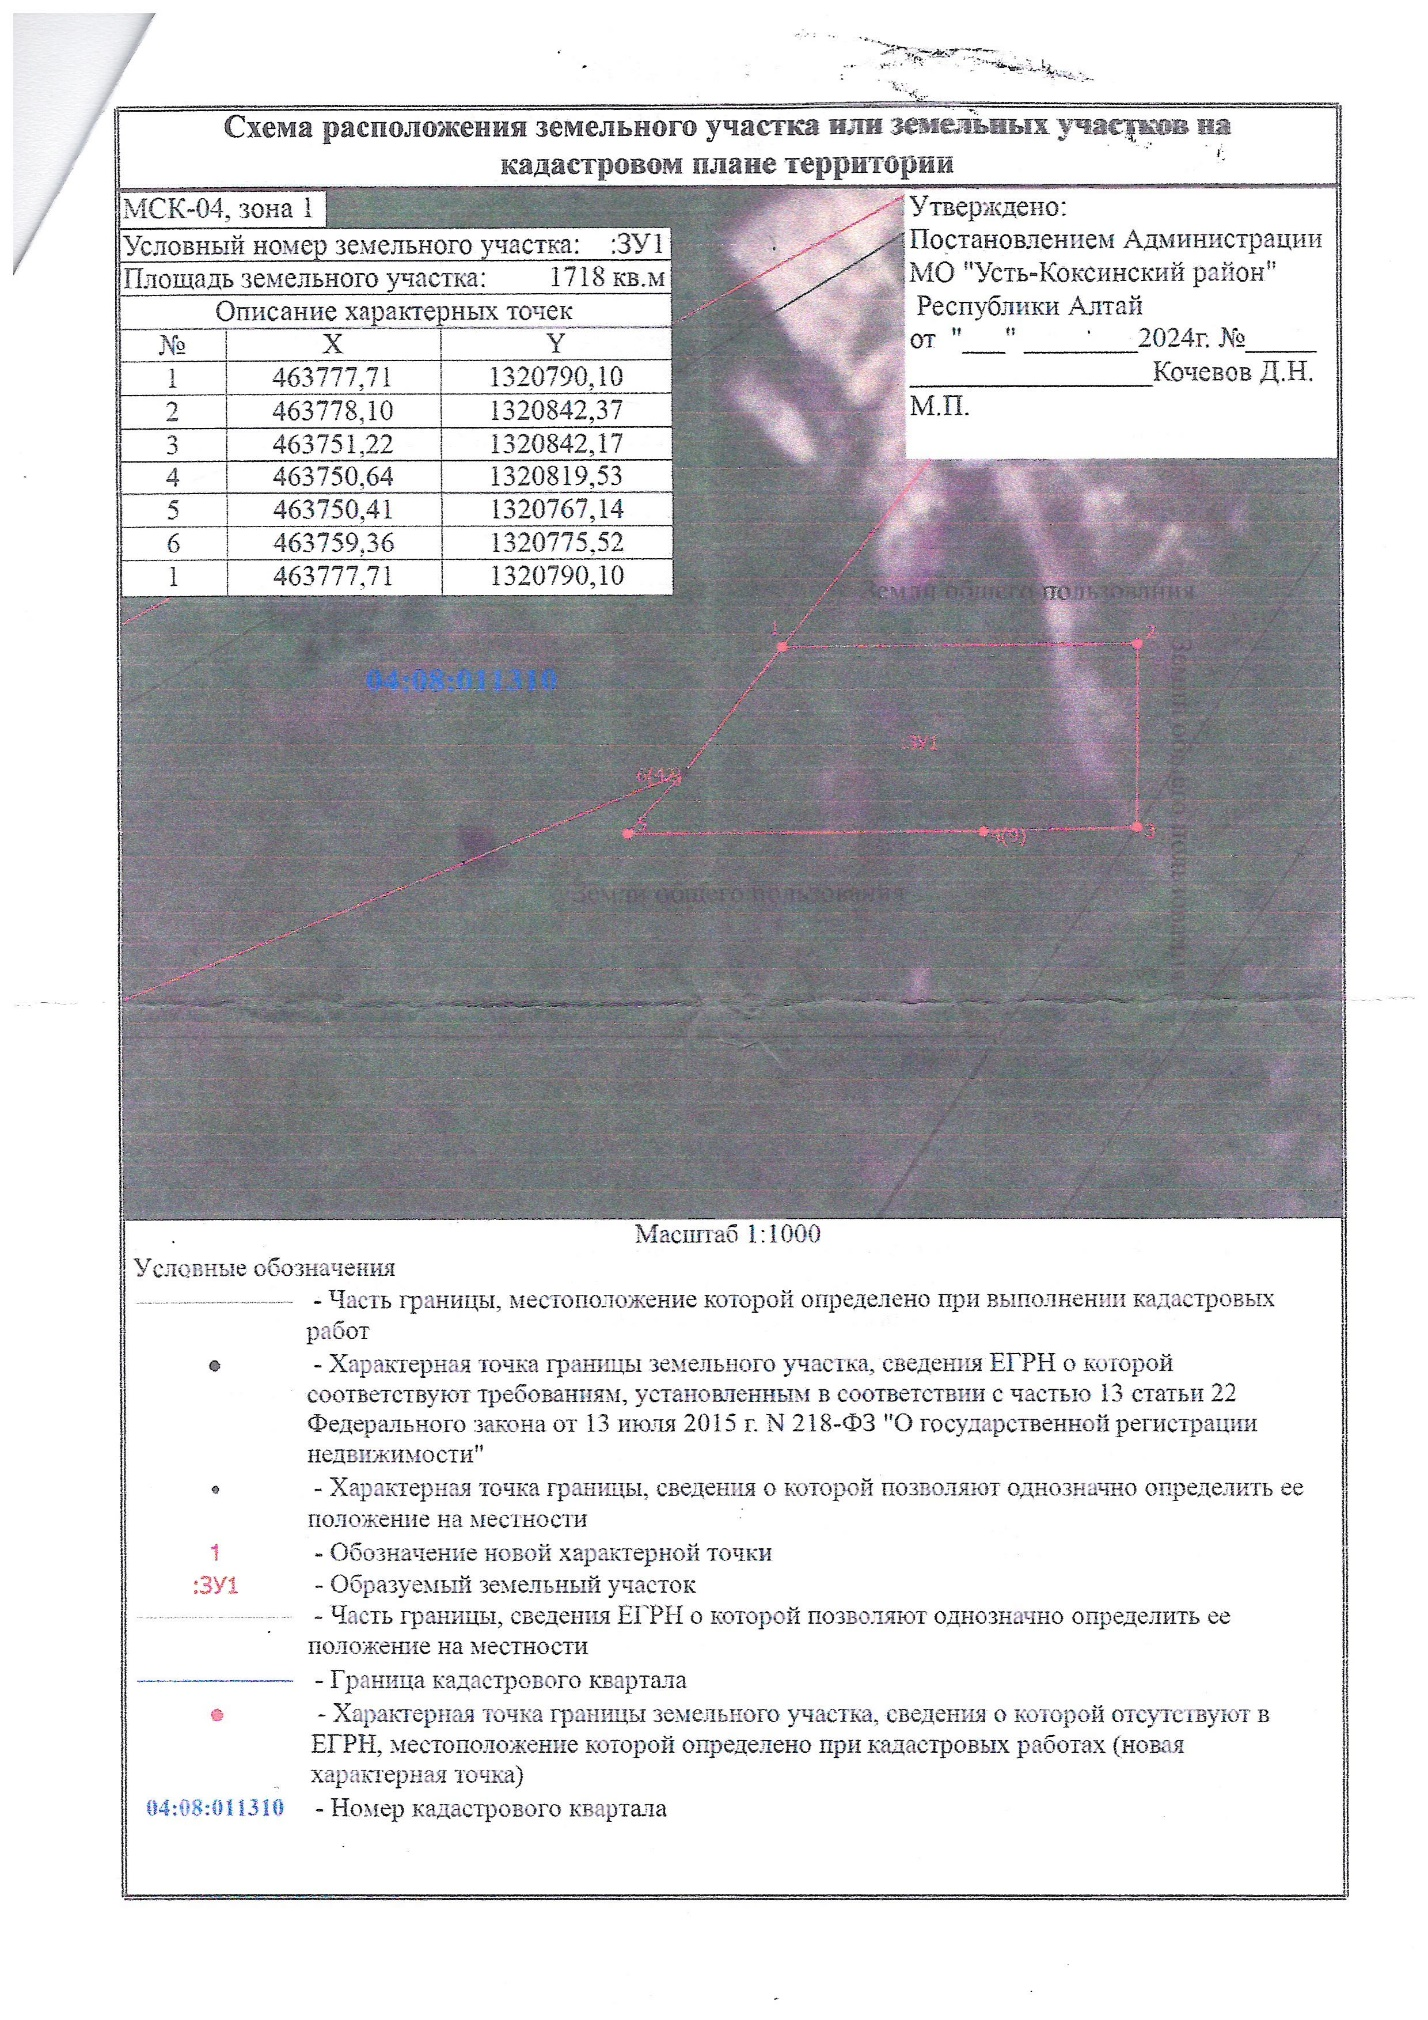 Схема расположения земельного участка или земельных участков на
кадастровом плане территории
МСК-04, зона 1
Условный номер земельного участка: :ЗУ1
Площадь земельного участка: 1718 кв.м
Описание характерных точек
№ X Y
1 463777,71 1320790,10
2 463778,10 1320842,37
3 463751,22 1320842,17
4 463750,64 1320819,53
5 463750,41 1320767,14
6 463759,36 1320775,52
1 463777,71 1320790,10
Утверждено:
Постановлением Администрации
МО "Усть-Коксинский район"
Республики Алтай
от "___" ________2024г. №_____
_________________Кочевов Д.Н.
М.П.
Земли общего пользования
1
2
Земли общего пользования
04:08:011310
:ЗУ1
5
3
Земли общего пользования
Масштаб 1:1000
Условные обозначения
- Часть границы, местоположение которой определено при выполнении кадастровых
работ
- Характерная точка границы земельного участка, сведения ЕГРН о которой
соответствуют требованиям, установленным в соответствии с частью 13 статьи 22
Федерального закона от 13 июля 2015 г. N 218-ФЗ "О государственной регистрации
недвижимости"
- Характерная точка границы, сведения о которой позволяют однозначно определить ее
положение на местности
1 - Обозначение новой характерной точки
:ЗУ1 - Образуемый земельный участок
- Часть границы, сведения ЕГРН о которой позволяют однозначно определить ее
положение на местности
- Граница кадастрового квартала
- Характерная точка границы земельного участка, сведения о которой отсутствуют в
ЕГРН, местоположение которой определено при кадастровых работах (новая
характерная точка)
04:08:011310 - Номер кадастрового квартала